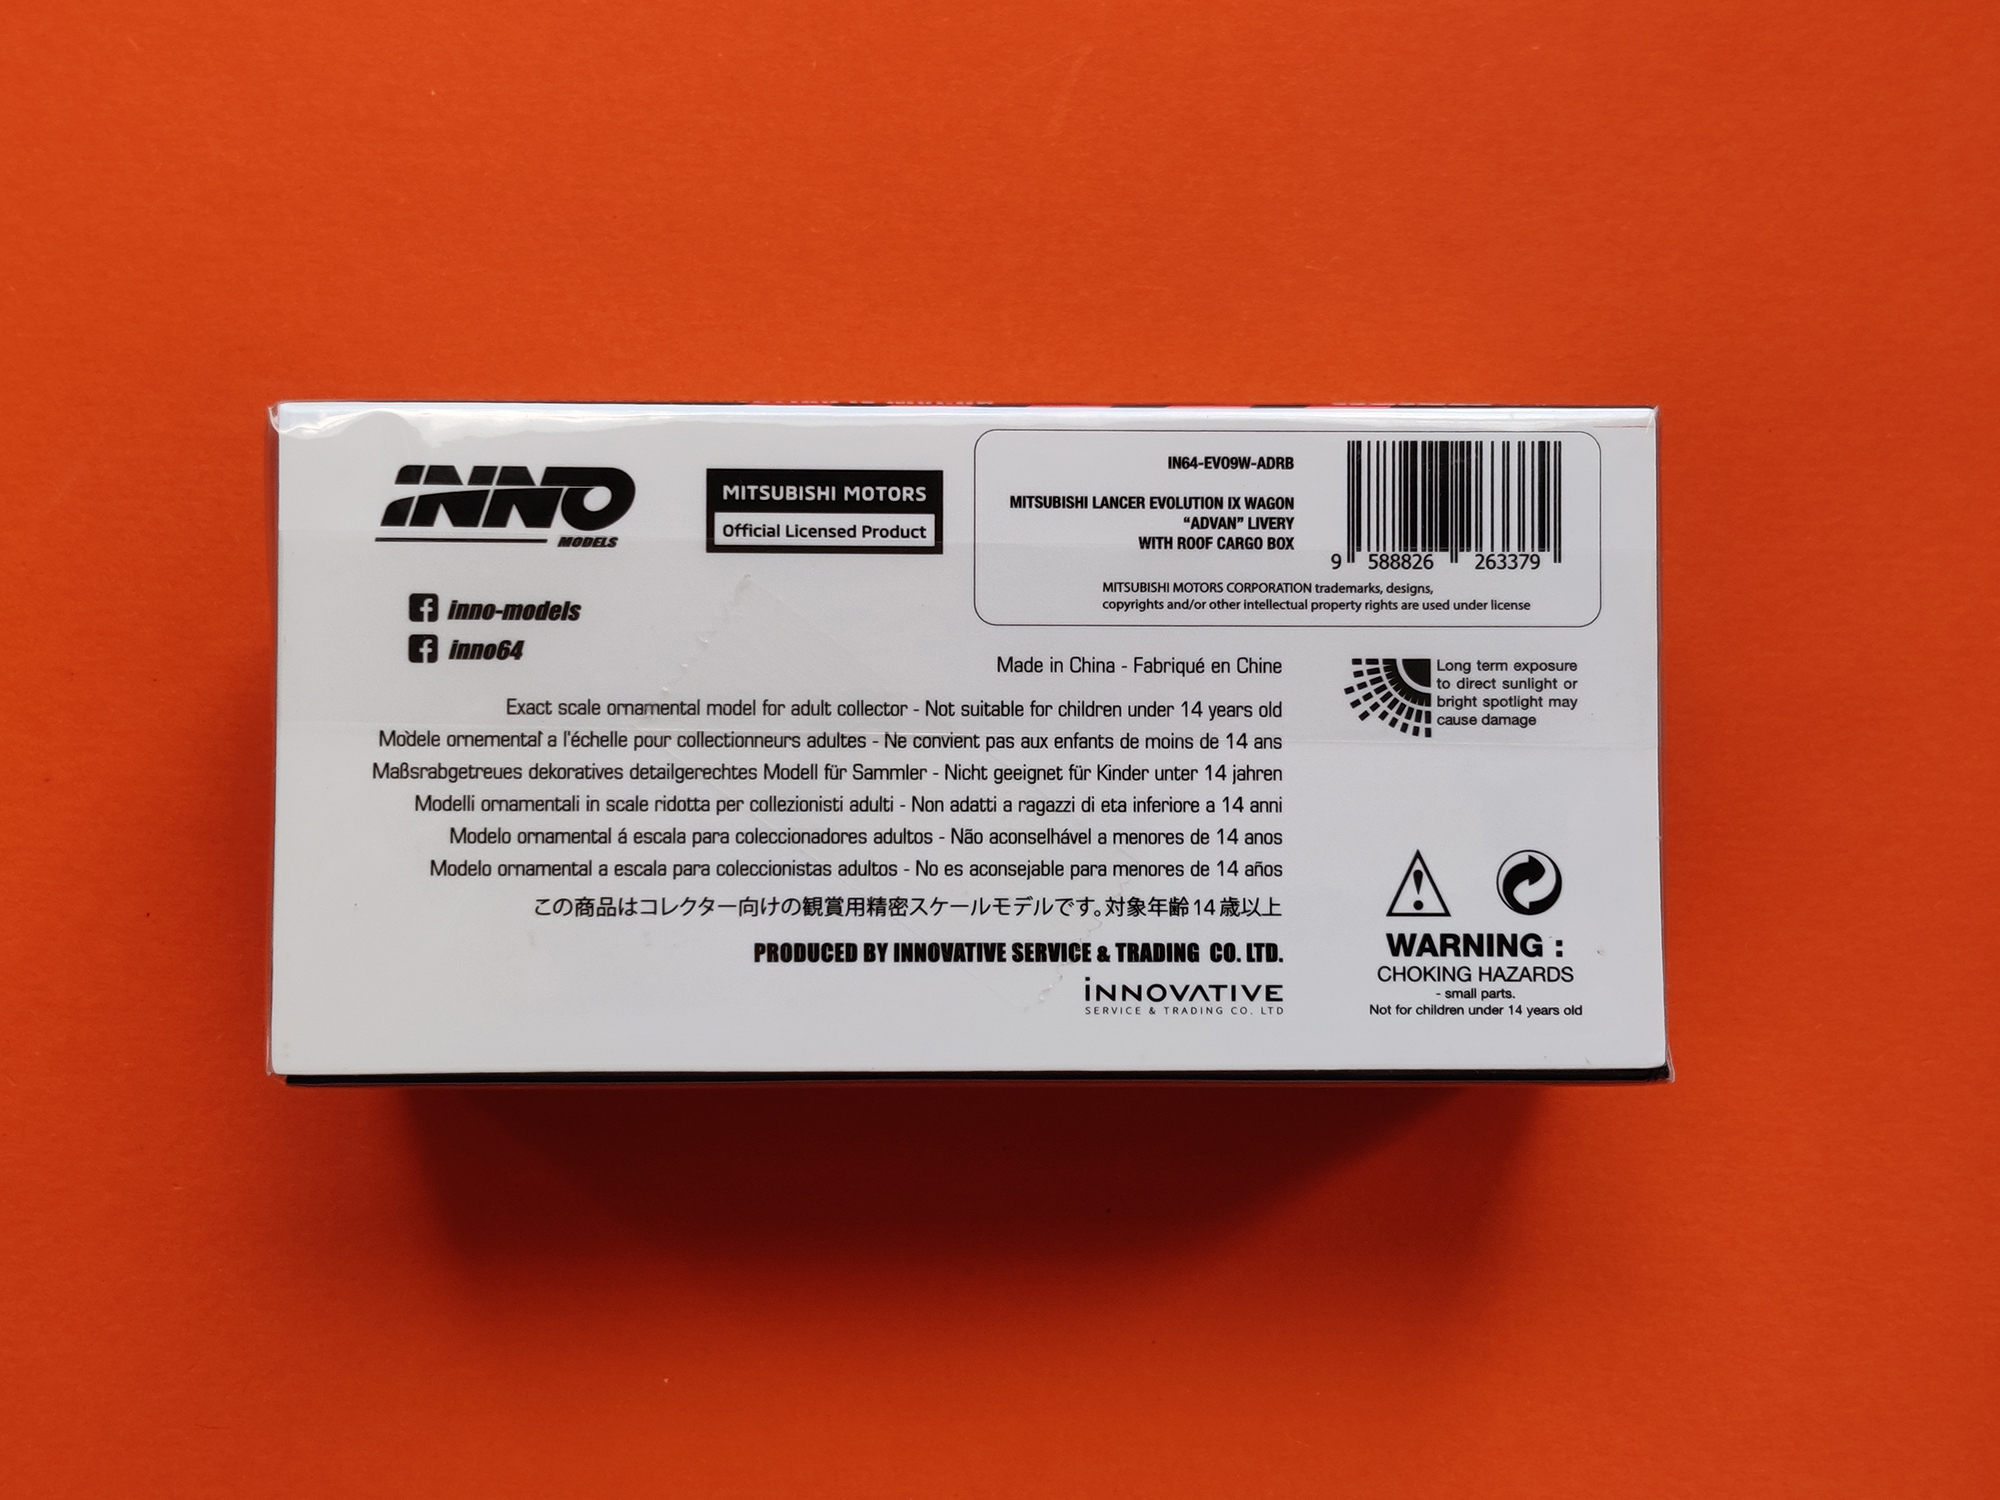 INNO
MODELS
MITSUBISHI MOTORS
Official Licensed Product
IN64-EVO9W-ADRB
MITSUBISHI LANCER EVOLUTION IX WAGON
“ADVAN” LIVERY
WITH ROOF CARGO BOX
9 588826 263379
MITSUBISHI MOTORS CORPORATION trademarks, designs,
copyrights and/or other intellectual property rights are used under license
inno-models
inno64
Made in China - Fabriqué en Chine
Long term exposure
to direct sunlight or
bright spotlight may
cause damage
Exact scale ornamental model for adult collector - Not suitable for children under 14 years old
Modèle ornemental a l'échelle pour collectionneurs adultes - Ne convient pas aux enfants de moins de 14 ans
Maßsrabgetreues dekoratives detailgerechtes Modell für Sammler - Nicht geeignet für Kinder unter 14 jahren
Modelli ornamentali in scale ridotta per collezionisti adulti - Non adatti a ragazzi di eta inferiore a 14 anni
Modelo ornamental á escala para coleccionadores adultos - Não aconselhável a menores de 14 anos
Modelo ornamental a escala para coleccionistas adultos - No es aconsejable para menores de 14 años
この商品はコレクター向けの観賞用精密スケールモデルです。対象年齢14歳以上
PRODUCED BY INNOVATIVE SERVICE & TRADING CO. LTD.
INNOVATIVE
SERVICE & TRADING CO. LTD
WARNING :
CHOKING HAZARDS
- small parts.
Not for children under 14 years old